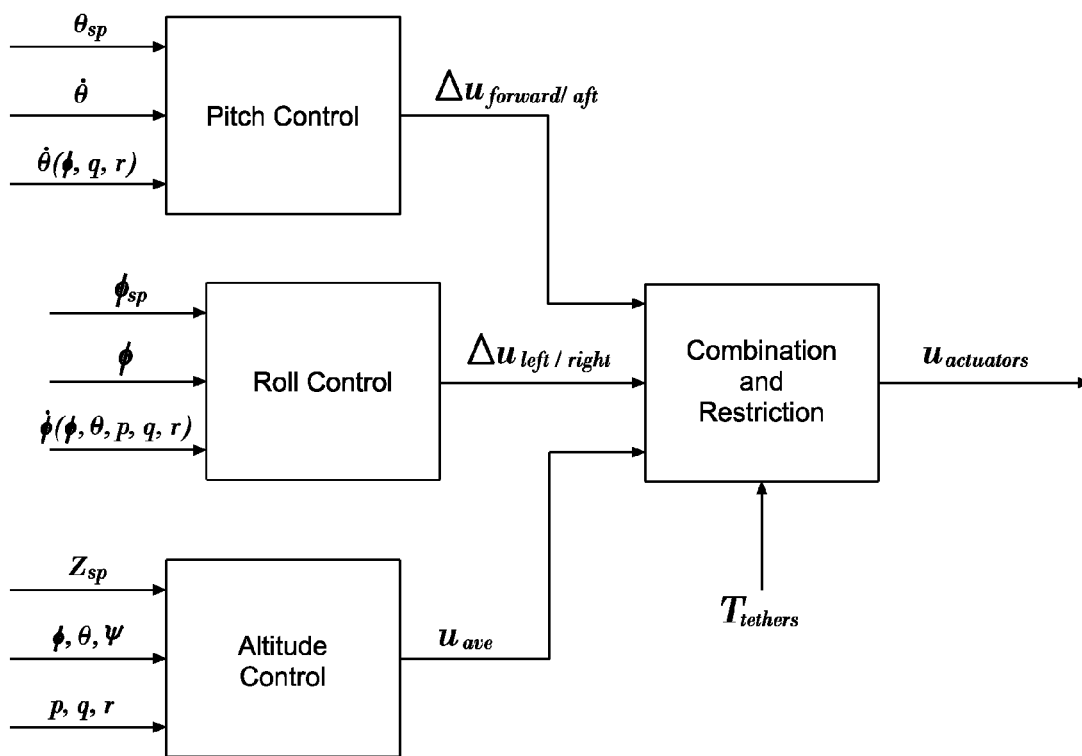 θsp
θ̇
θ̇(ϕ, q, r)
Pitch Control
Δu forward/ aft
ϕsp
ϕ
ϕ̇(ϕ, θ, p, q, r)
Roll Control
Δu left / right
Combination
and
Restriction
u actuators
Zsp
ϕ, θ, Ψ
p, q, r
Altitude
Control
u ave
T tethers